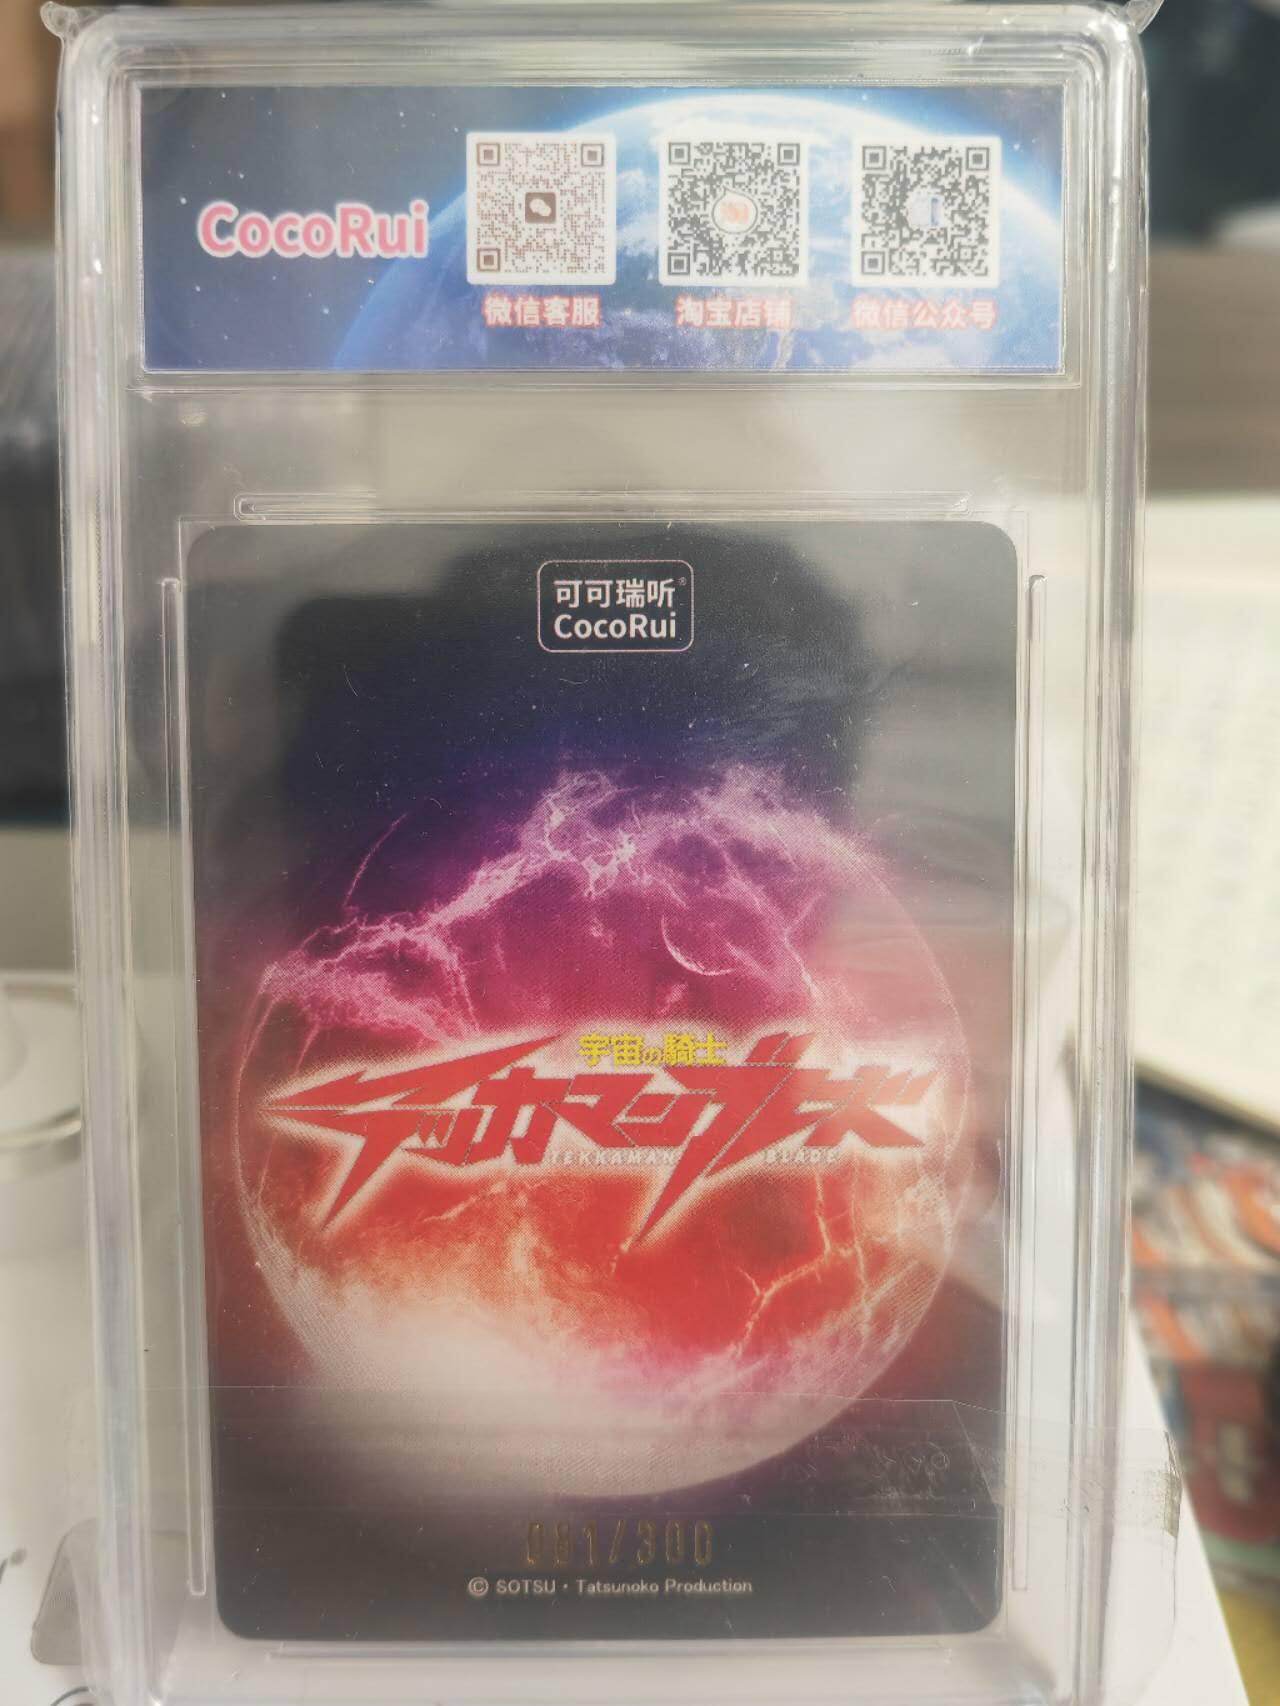 CocoRui
微信客服
淘宝店铺
微信公众号
可可瑞听®
CocoRui
宇宙の騎士
テッカマンブレード
TEKKAMAN BLADE
081/300
© SOTSU・Tatsunoko Production